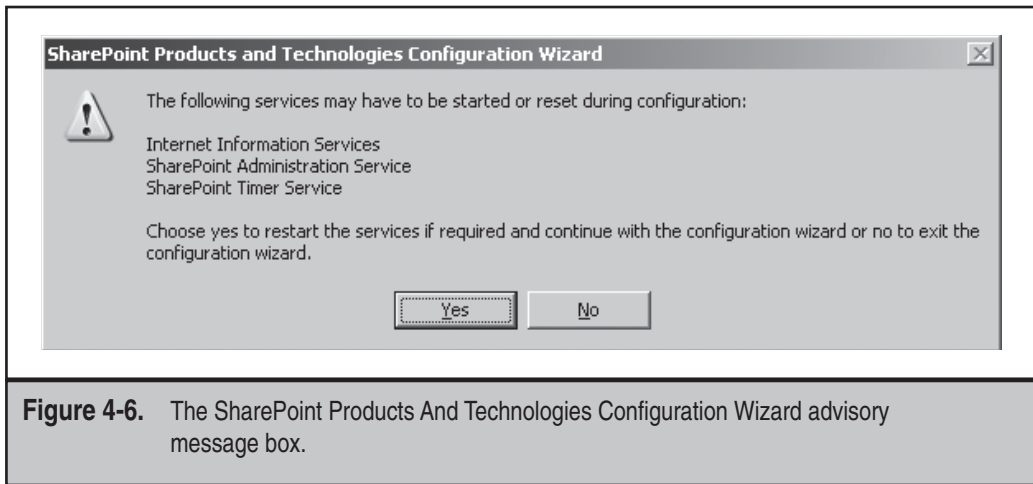 SharePoint Products and Technologies Configuration Wizard
The following services may have to be started or reset during configuration:
Internet Information Services
SharePoint Administration Service
SharePoint Timer Service
Choose yes to restart the services if required and continue with the configuration wizard or no to exit the
configuration wizard.
Yes
No
Figure 4-6. The SharePoint Products And Technologies Configuration Wizard advisory
message box.